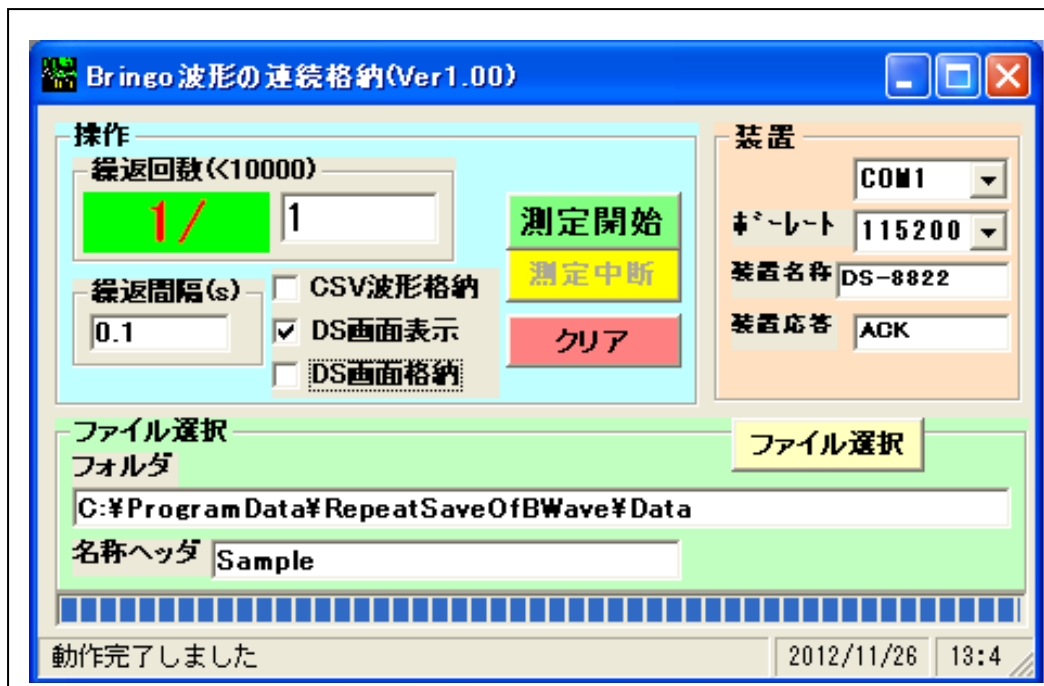 Bringo波形の連続格納(Ver1.00)
操作
繰返回数(<10000)
1/ 1
測定開始
測定中断
クリア
繰返間隔(s)
0.1
CSV波形格納
DS画面表示
DS画面格納
装置
COM1
ボーレート 115200
装置名称 DS-8822
装置応答 ACK
ファイル選択
ファイル選択
フォルダ
C:¥ProgramData¥RepeatSaveOfBWave¥Data
名称ヘッダ Sample
動作完了しました 2012/11/26 13:4